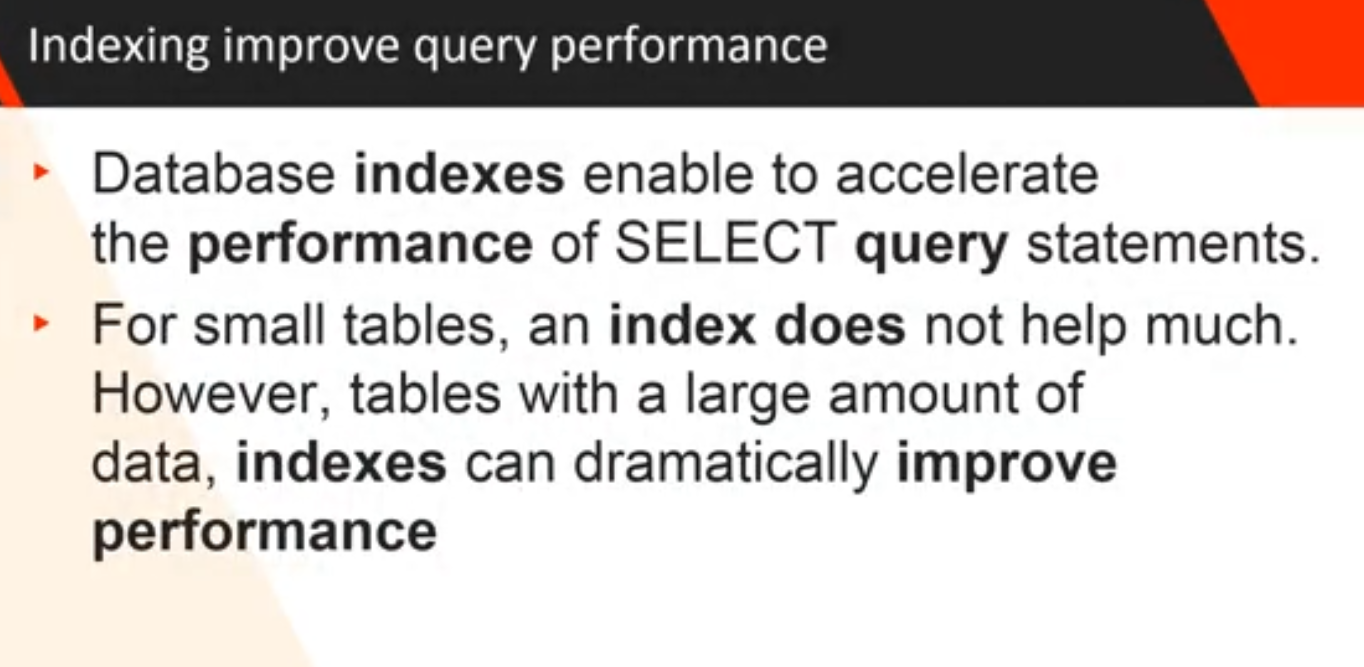 Indexing improve query performance
Database indexes enable to accelerate
the performance of SELECT query statements.
For small tables, an index does not help much.
However, tables with a large amount of
data, indexes can dramatically improve
performance